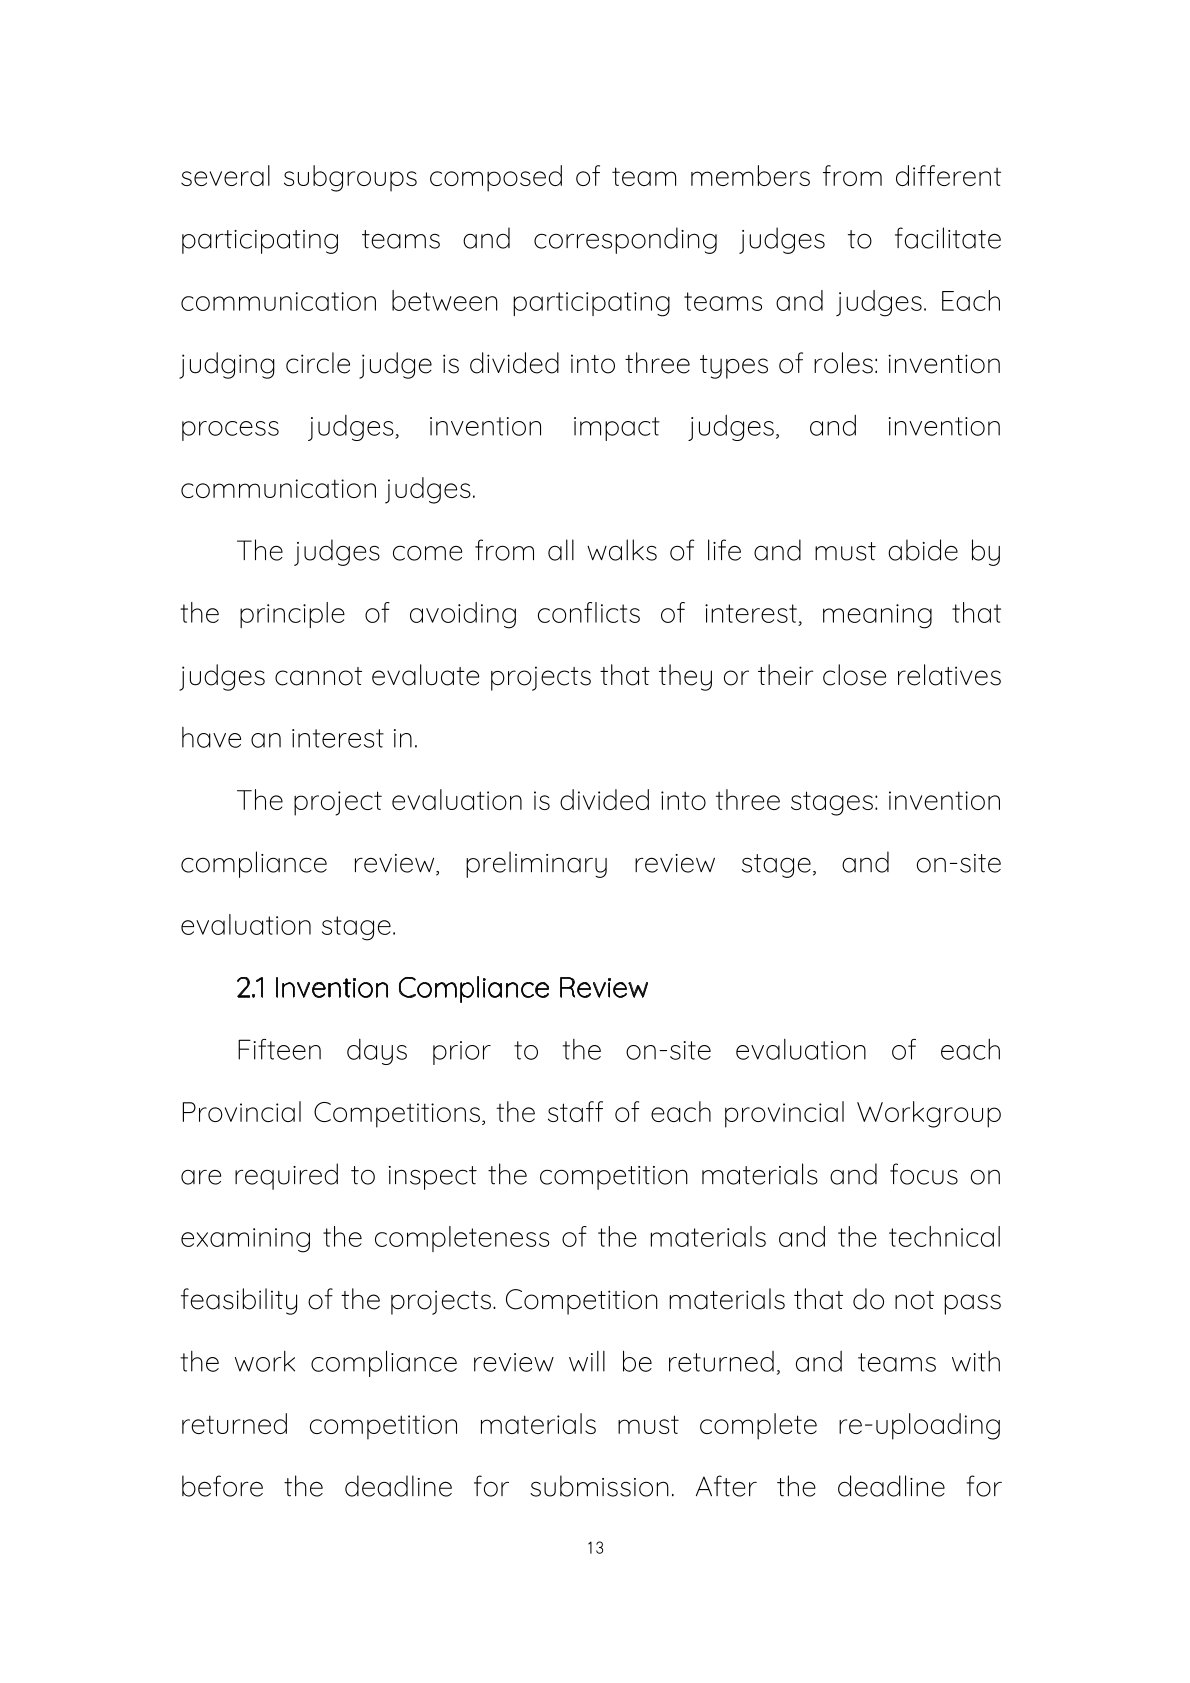 several subgroups composed of team members from different
participating teams and corresponding judges to facilitate
communication between participating teams and judges. Each
judging circle judge is divided into three types of roles: invention
process judges, invention impact judges, and invention
communication judges.
The judges come from all walks of life and must abide by
the principle of avoiding conflicts of interest, meaning that
judges cannot evaluate projects that they or their close relatives
have an interest in.
The project evaluation is divided into three stages: invention
compliance review, preliminary review stage, and on-site
evaluation stage.
2.1 Invention Compliance Review
Fifteen days prior to the on-site evaluation of each
Provincial Competitions, the staff of each provincial Workgroup
are required to inspect the competition materials and focus on
examining the completeness of the materials and the technical
feasibility of the projects. Competition materials that do not pass
the work compliance review will be returned, and teams with
returned competition materials must complete re-uploading
before the deadline for submission. After the deadline for
13